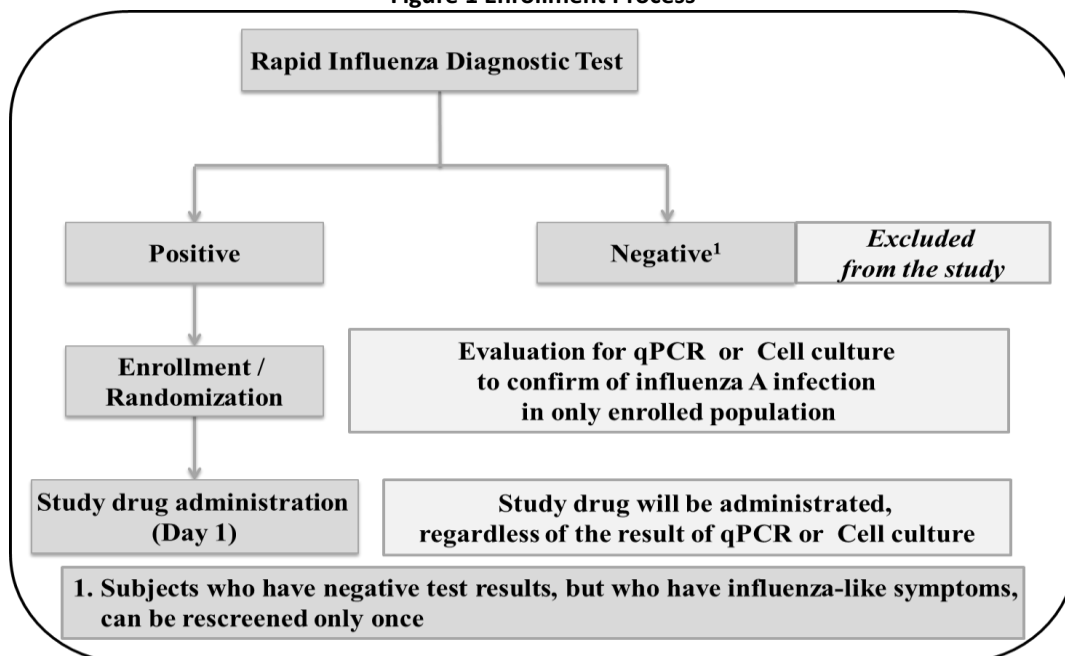 Figure 1 Enrollment Process
Rapid Influenza Diagnostic Test
Positive
Negative1
Excluded
from the study
Enrollment /
Randomization
Evaluation for qPCR or Cell culture
to confirm of influenza A infection
in only enrolled population
Study drug administration
(Day 1)
Study drug will be administrated,
regardless of the result of qPCR or Cell culture
1. Subjects who have negative test results, but who have influenza-like symptoms,
can be rescreened only once